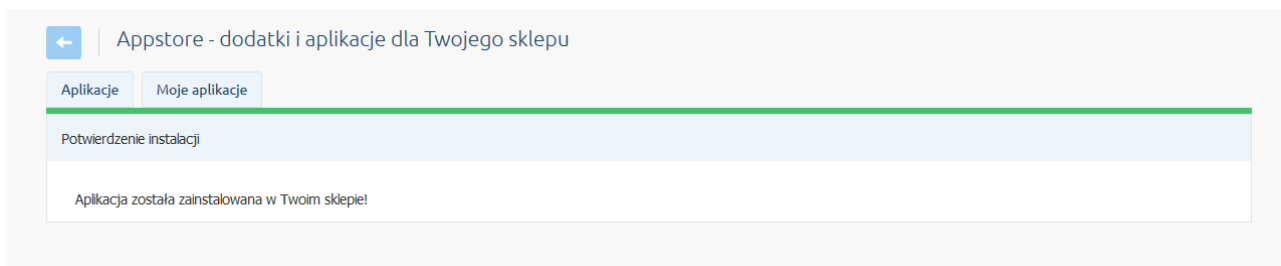 Appstore - dodatki i aplikacje dla Twojego sklepu
Aplikacje Moje aplikacje
Potwierdzenie instalacji
Aplikacja została zainstalowana w Twoim sklepie!